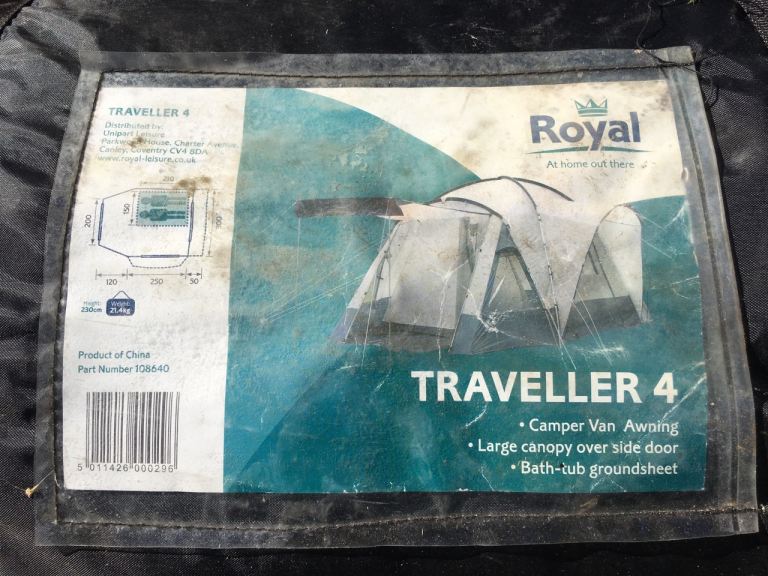 TRAVELLER 4
Distributed by:
Unipart Leisure
Parkway House, Charter Avenue,
Canley, Coventry CV4 8DA
www.royal-leisure.co.uk
200
150
300
120
250
50
Height:
230cm
Weight:
21.4kg
Product of China
Part Number 108640
5 011426 000296
Royal
At home out there
TRAVELLER 4
• Camper Van Awning
• Large canopy over side door
• Bath-tub groundsheet